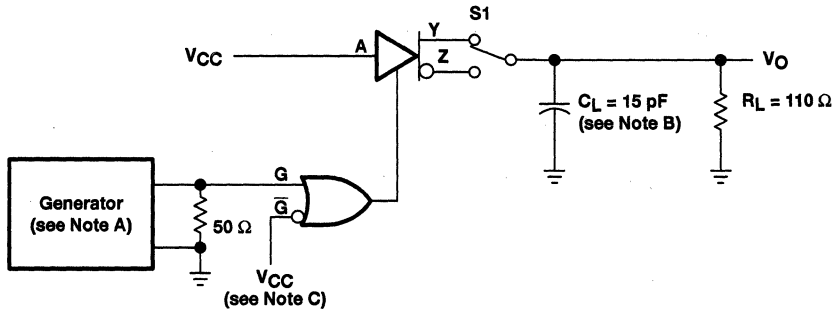 S1
Y
A
Z
VCC
VO
CL = 15 pF
(see Note B)
RL = 110 Ω
Generator
(see Note A)
50 Ω
G
G̅
VCC
(see Note C)